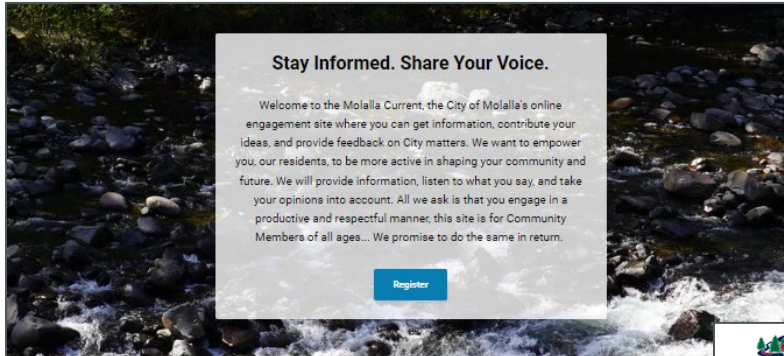 Stay Informed. Share Your Voice.
Welcome to the Molalla Current, the City of Molalla's online
engagement site where you can get information, contribute your
ideas, and provide feedback on City matters. We want to empower
you, our residents, to be more active in shaping your community and
future. We will provide information, listen to what you say, and take
your opinions into account. All we ask is that you engage in a
productive and respectful manner, this site is for Community
Members of all ages... We promise to do the same in return.
Register